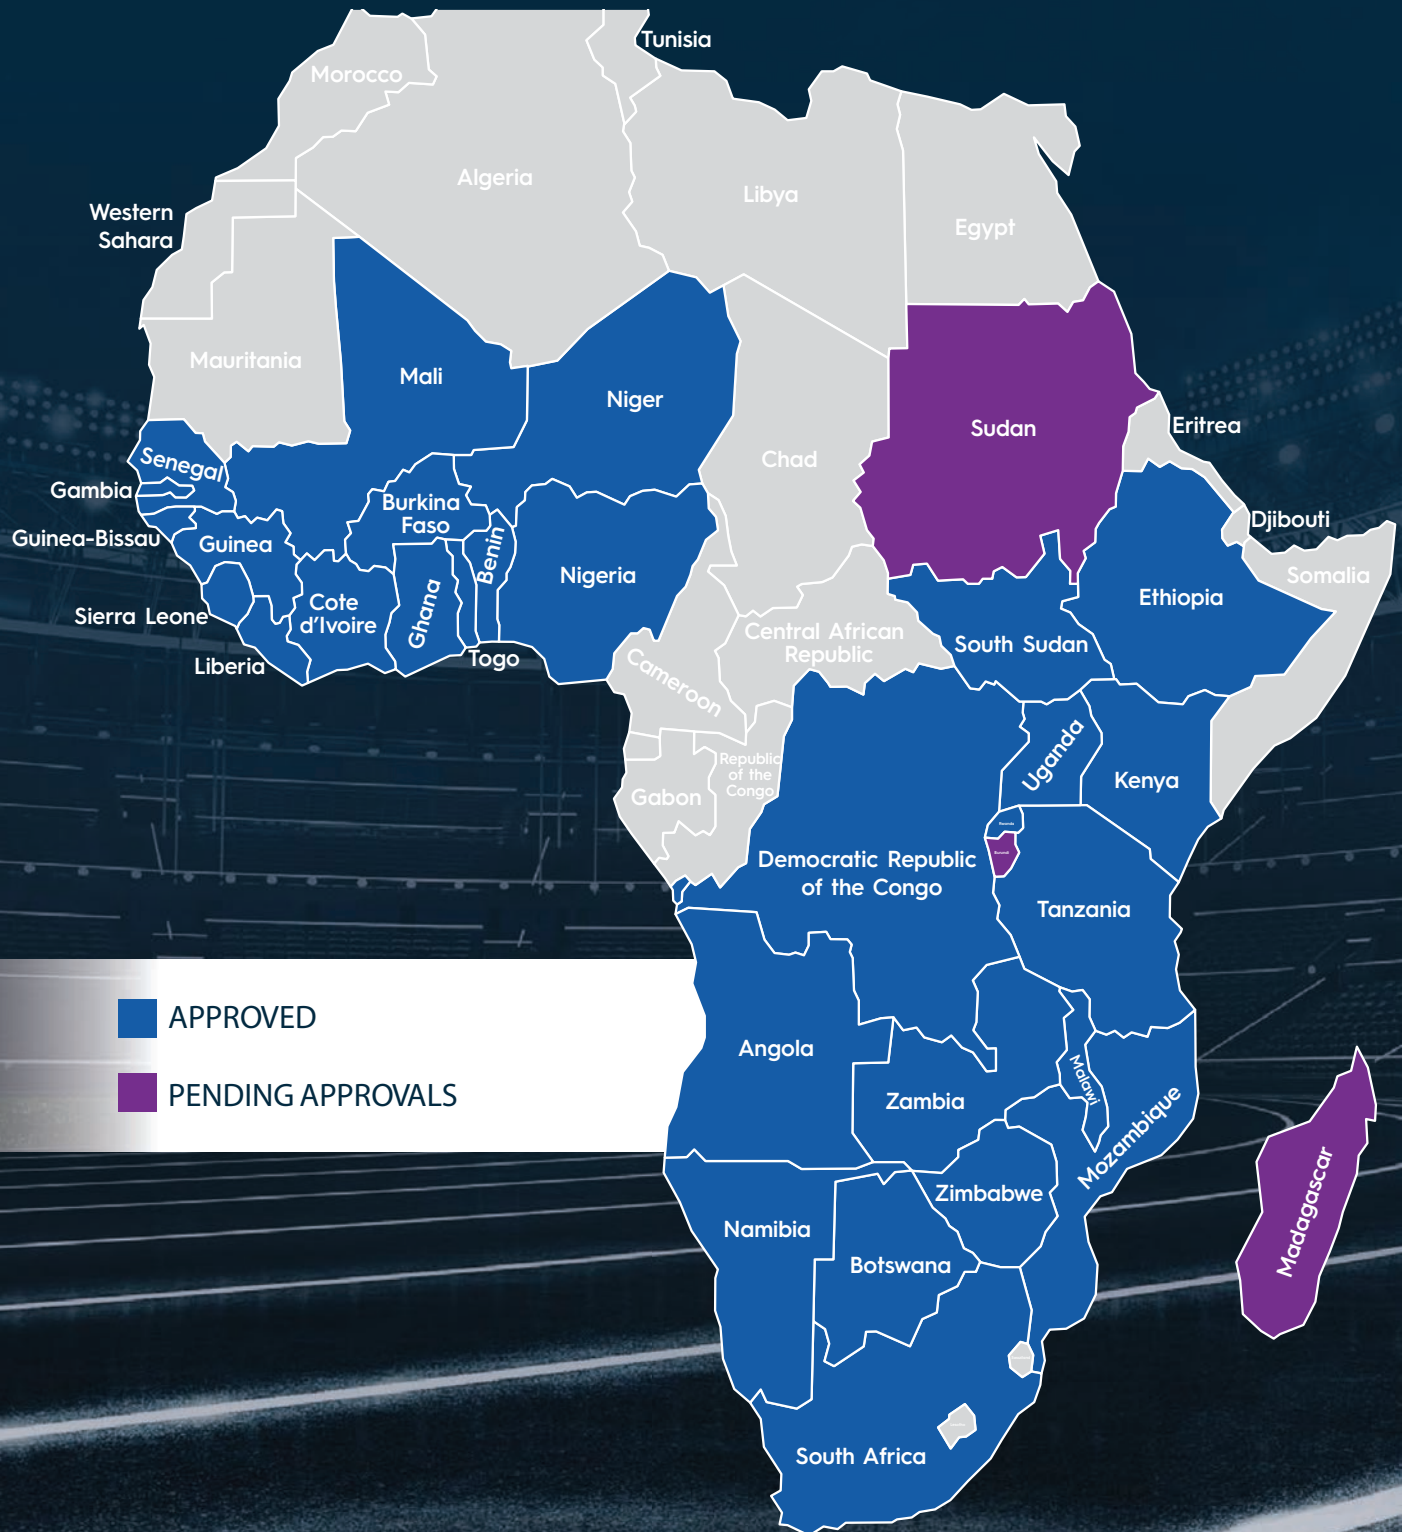 Tunisia
Morocco
Algeria
Libya
Egypt
Western
Sahara
Mauritania
Mali
Niger
Chad
Sudan
Eritrea
Senegal
Gambia
Guinea-Bissau
Guinea
Burkina
Faso
Benin
Nigeria
Djibouti
Somalia
Ethiopia
Sierra Leone
Cote
d'Ivoire
Ghana
Liberia
Togo
Cameroon
Central African
Republic
South Sudan
Uganda
Kenya
Republic
of the
Congo
Gabon
Rwanda
Burundi
Democratic Republic
of the Congo
Tanzania
APPROVED
PENDING APPROVALS
Angola
Zambia
Malawi
Mozambique
Zimbabwe
Madagascar
Namibia
Botswana
South Africa